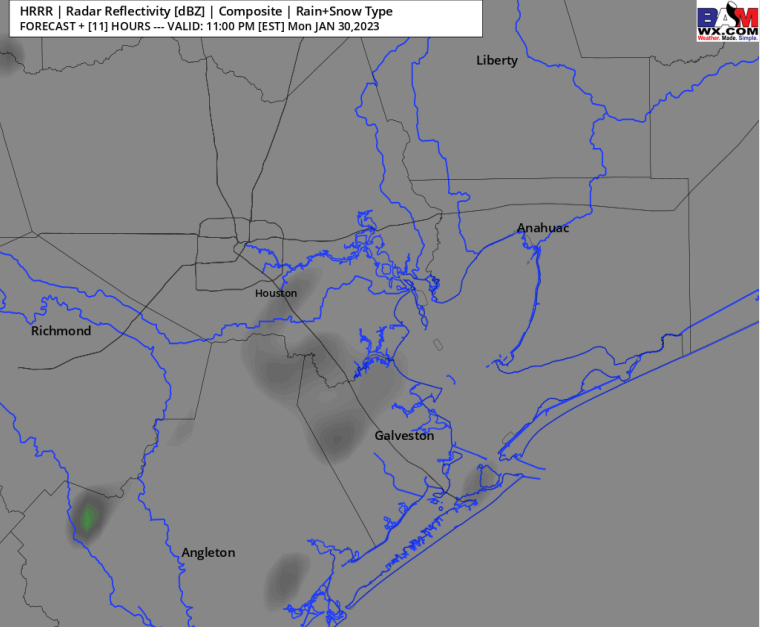 HRRR | Radar Reflectivity [dBZ] | Composite | Rain+Snow Type
FORECAST + [11] HOURS --- VALID: 11:00 PM [EST] Mon JAN 30,2023
BAM
WX.COM
Weather. Made. Simple.
Liberty
Anahuac
Houston
Richmond
Galveston
Angleton